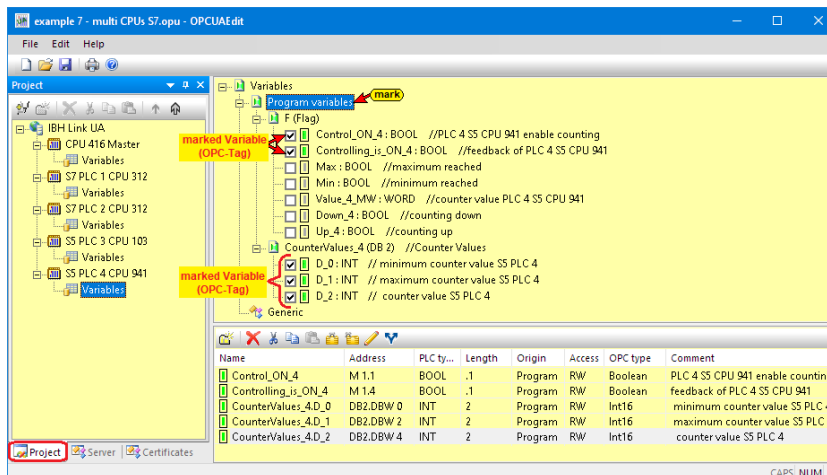 example 7 - multi CPUs S7.opu - OPCUAEdit
File Edit Help
Project
IBH Link UA
CPU 416 Master
Variables
S7 PLC 1 CPU 312
Variables
S7 PLC 2 CPU 312
Variables
S5 PLC 3 CPU 103
Variables
S5 PLC 4 CPU 941
Variables
Project Server Certificates
Variables
Program variables
mark
F (Flag)
marked Variable
(OPC-Tag)
Control_ON_4 : BOOL //PLC 4 S5 CPU 941 enable counting
Controlling_is_ON_4 : BOOL //feedback of PLC 4 S5 CPU 941
Max : BOOL //maximum reached
Min : BOOL //minimum reached
Value_4_MW : WORD //counter value PLC 4 S5 CPU 941
Down_4 : BOOL //counting down
Up_4 : BOOL //counting up
CounterValues_4 (DB 2) //Counter Values
marked Variable
(OPC-Tag)
D_0 : INT // minimum counter value S5 PLC 4
D_1 : INT // maximum counter value S5 PLC 4
D_2 : INT // counter value S5 PLC 4
Generic
Name Address PLC ty... Length Origin Access OPC type Comment
Control_ON_4 M 1.1 BOOL .1 Program RW Boolean PLC 4 S5 CPU 941 enable countin
Controlling_is_ON_4 M 1.4 BOOL .1 Program RW Boolean feedback of PLC 4 S5 CPU 941
CounterValues_4.D_0 DB2.DBW 0 INT 2 Program RW Int16 minimum counter value S5 PLC
CounterValues_4.D_1 DB2.DBW 2 INT 2 Program RW Int16 maximum counter value S5 PLC
CounterValues_4.D_2 DB2.DBW 4 INT 2 Program RW Int16 counter value S5 PLC 4
CAPS NUM